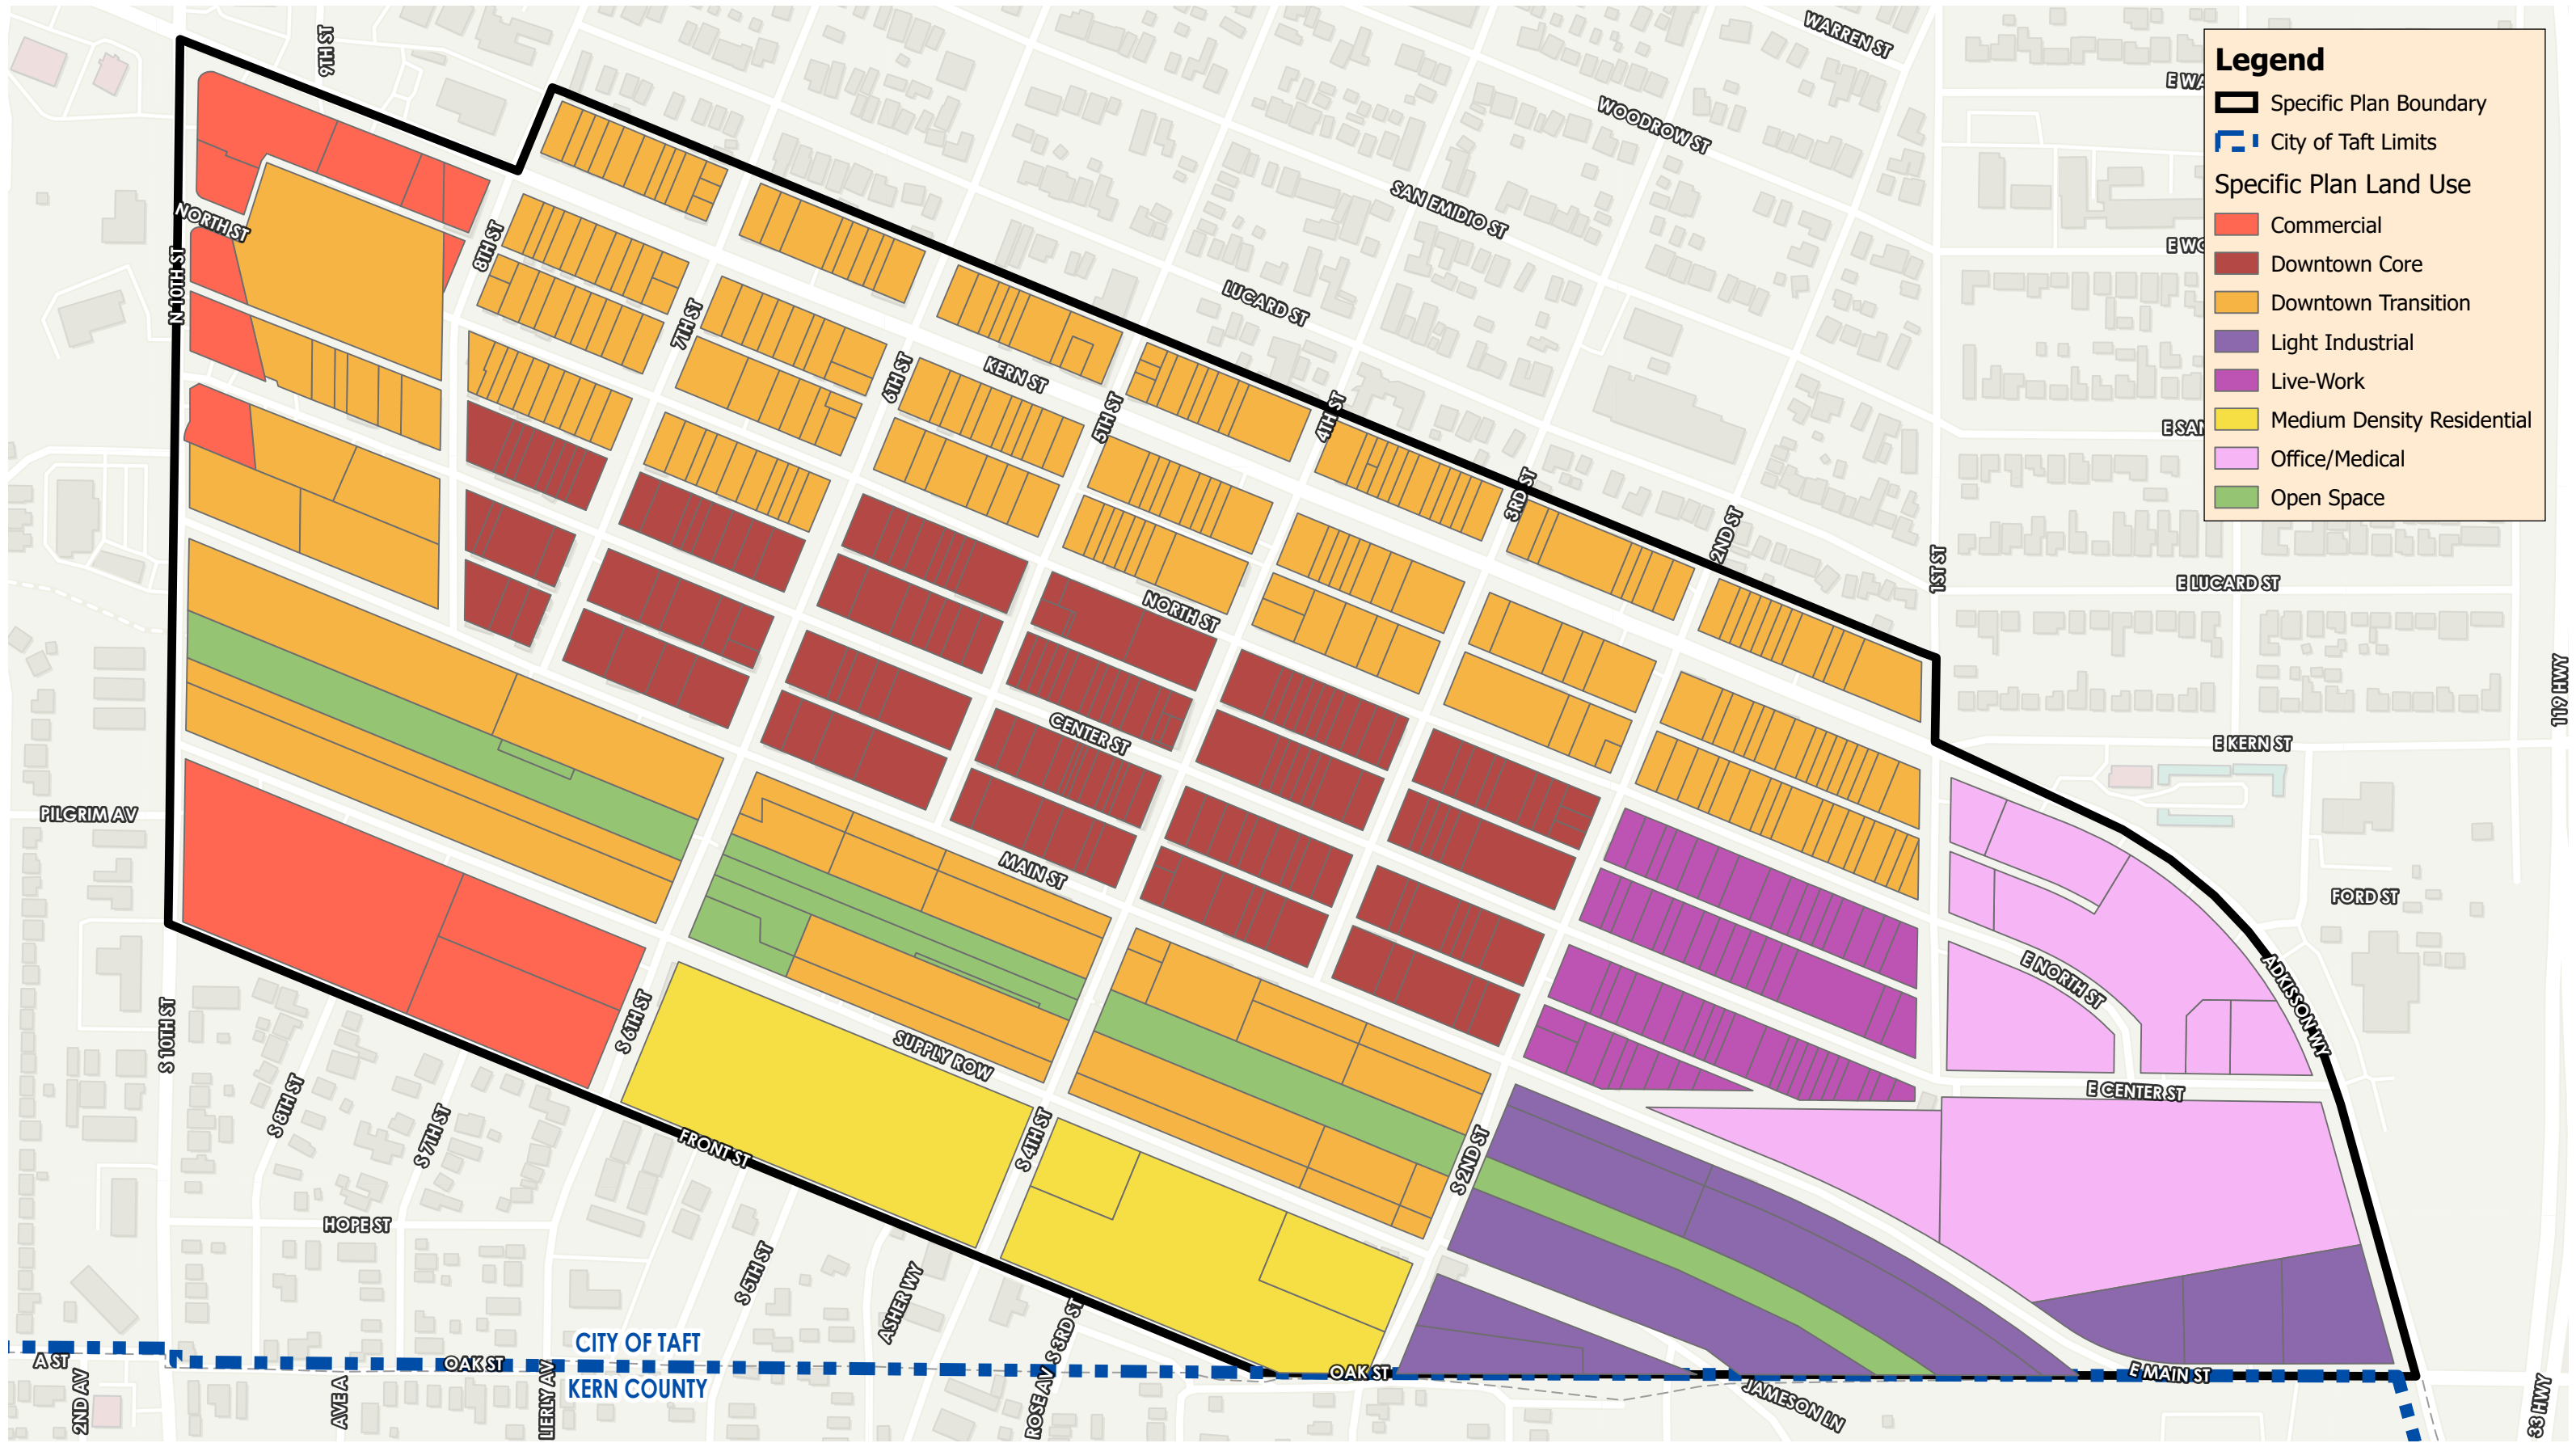 WARREN ST
9TH ST
WOODROW ST
SAN EMIDIO ST
LUCARD ST
NORTH ST
N 10TH ST
8TH ST
7TH ST
6TH ST
KERN ST
5TH ST
4TH ST
3RD ST
2ND ST
1ST ST
Legend
Specific Plan Boundary
City of Taft Limits
Specific Plan Land Use
Commercial
Downtown Core
Downtown Transition
Light Industrial
Live-Work
Medium Density Residential
Office/Medical
Open Space
E WA
E WO
E SAN
E LUCARD ST
119 HWY
E KERN ST
NORTH ST
CENTER ST
MAIN ST
PILGRIM AV
FORD ST
ADKISSON WY
E NORTH ST
E CENTER ST
S 10TH ST
S 6TH ST
SUPPLY ROW
S 8TH ST
S 7TH ST
FRONT ST
S 4TH ST
S 2ND ST
HOPE ST
S 5TH ST
ASHER WY
S 3RD ST
CITY OF TAFT
KERN COUNTY
A ST
OAK ST
OAK ST
E MAIN ST
2ND AV
AVE A
LIERLY AV
ROSE AV
JAMESON LN
33 HWY